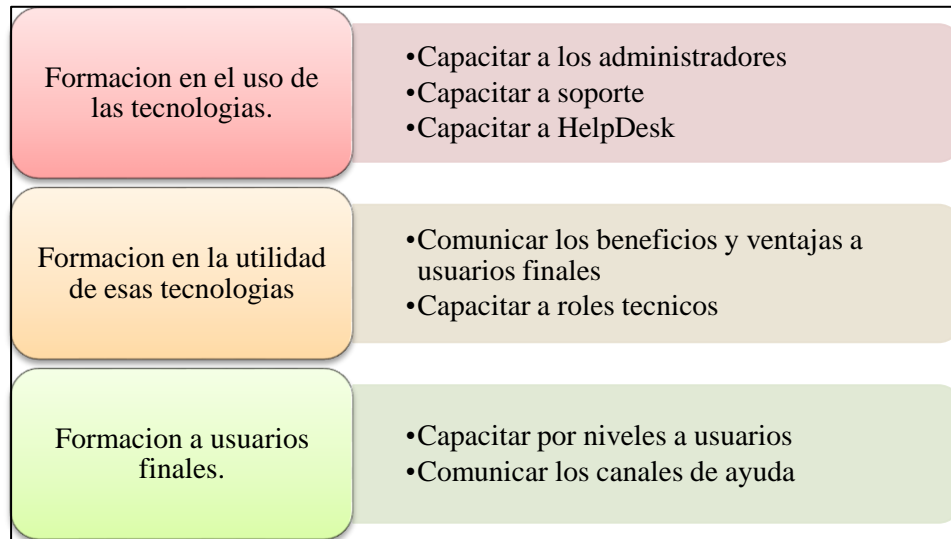 Formacion en el uso de
las tecnologias.
•Capacitar a los administradores
•Capacitar a soporte
•Capacitar a HelpDesk
Formacion en la utilidad
de esas tecnologias
•Comunicar los beneficios y ventajas a
usuarios finales
•Capacitar a roles tecnicos
Formacion a usuarios
finales.
•Capacitar por niveles a usuarios
•Comunicar los canales de ayuda